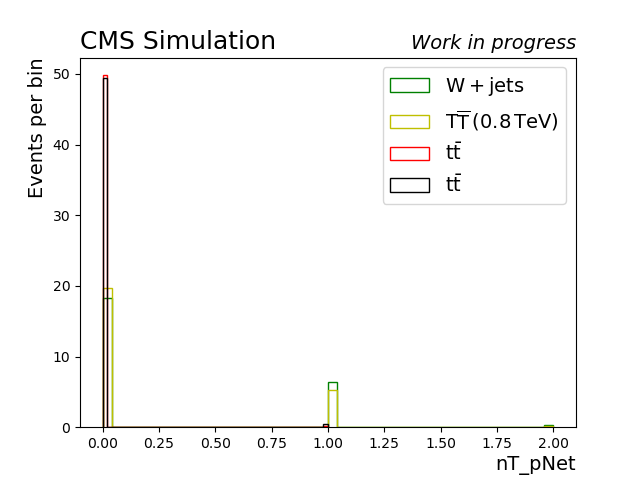 CMS Simulation
Work in progress
Events per bin
50
40
30
20
10
0
W + jets
TT̅ (0.8 TeV)
tt̄
tt̄
0.00 0.25 0.50 0.75 1.00 1.25 1.50 1.75 2.00
nT_pNet